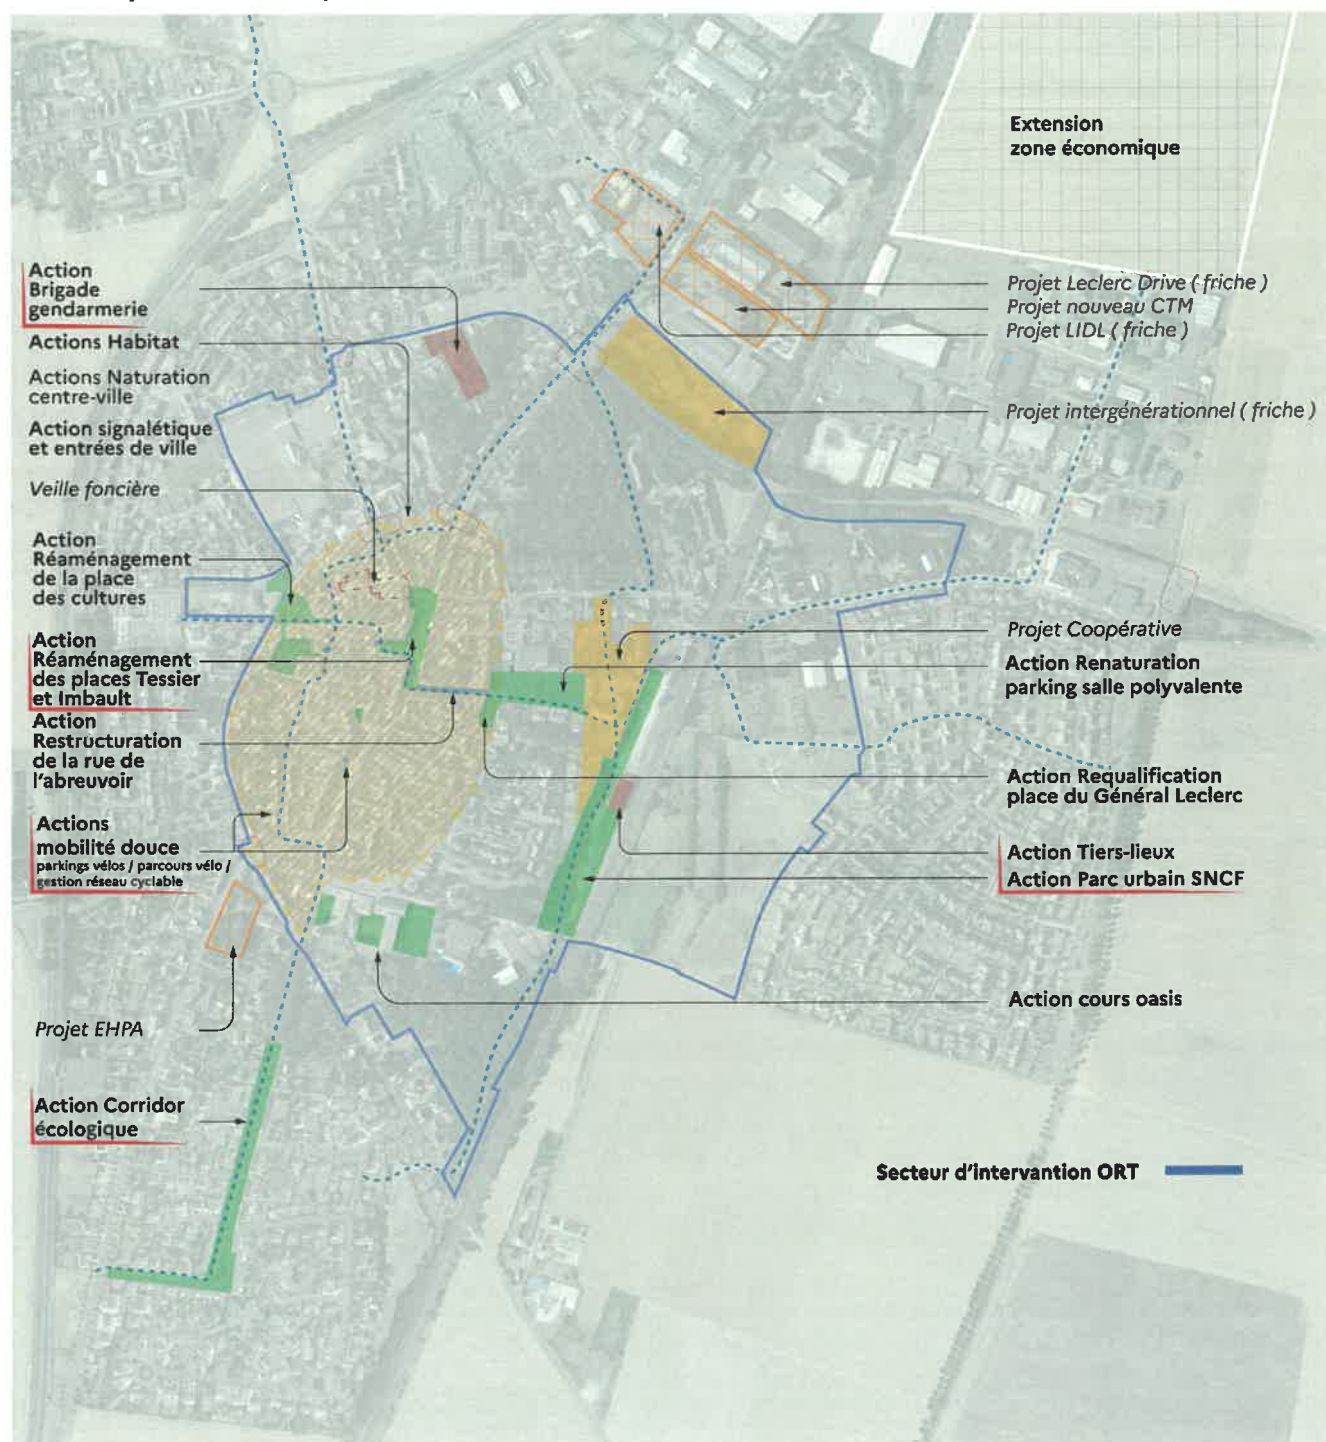 Extension
zone économique
Action
Brigade
gendarmerie
Actions Habitat
Actions Naturation
centre-ville
Action signalétique
et entrées de ville
Veille foncière
Action
Réaménagement
de la place
des cultures
Action
Réaménagement
des places Tessier
et Imbault
Action
Restructuration
de la rue de
l'abreuvoir
Actions
mobilité douce
parkings vélos / parcours vélo /
gestion réseau cyclable
Projet EHPA
Action Corridor
écologique
Projet Leclerc Drive ( friche )
Projet nouveau CTM
Projet LIDL ( friche )
Projet intergénérationnel ( friche )
Projet Coopérative
Action Renaturation
parking salle polyvalente
Action Requalification
place du Général Leclerc
Action Tiers-lieux
Action Parc urbain SNCF
Action cours oasis
Secteur d'intervantion ORT